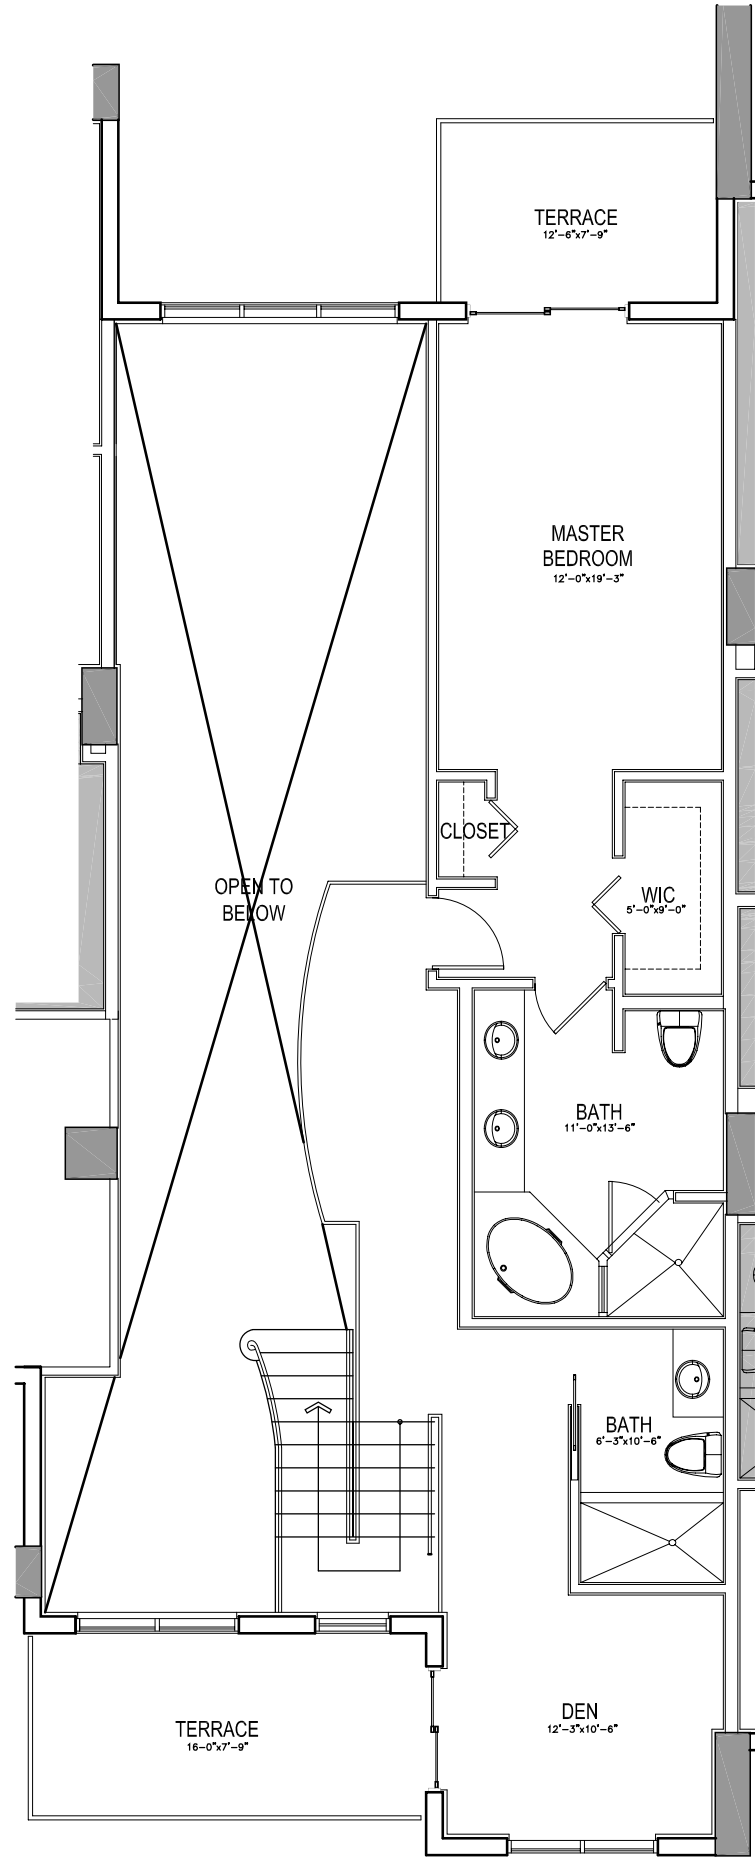 TERRACE
12'-6"x7'-9"
MASTER
BEDROOM
12'-0"x19'-3"
CLOSET
OPEN TO
BELOW
WIC
5'-0"x9'-0"
BATH
11'-0"x13'-6"
BATH
6'-3"x10'-6"
DEN
12'-3"x10'-6"
TERRACE
16-0"x7'-9"